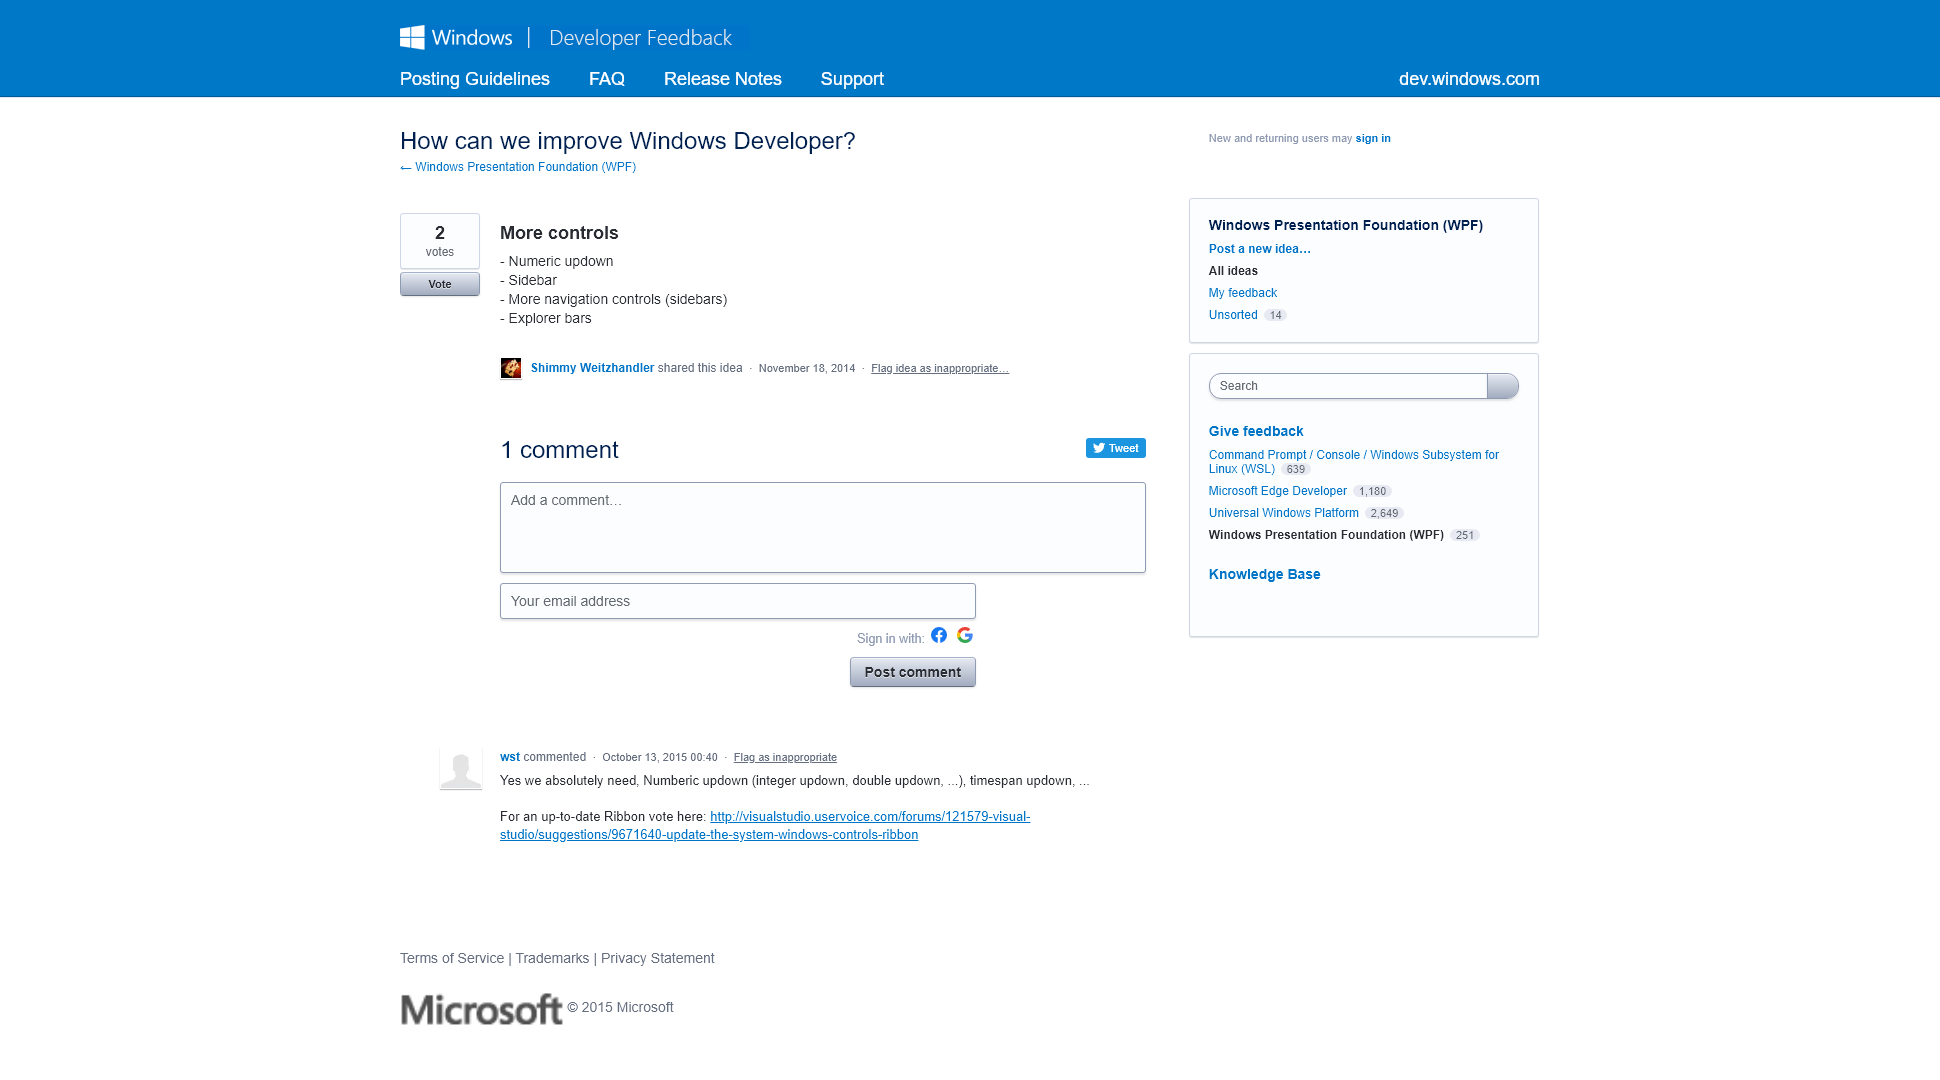 Windows | Developer Feedback
Posting Guidelines FAQ Release Notes Support dev.windows.com
How can we improve Windows Developer?
← Windows Presentation Foundation (WPF)
New and returning users may sign in
2
votes
Vote
More controls
- Numeric updown
- Sidebar
- More navigation controls (sidebars)
- Explorer bars
Shimmy Weitzhandler shared this idea · November 18, 2014 · Flag idea as inappropriate…
1 comment
Tweet
Add a comment…
Your email address
Sign in with:
Post comment
wst commented · October 13, 2015 00:40 · Flag as inappropriate
Yes we absolutely need, Numberic updown (integer updown, double updown, ...), timespan updown, ...
For an up-to-date Ribbon vote here: http://visualstudio.uservoice.com/forums/121579-visual-
studio/suggestions/9671640-update-the-system-windows-controls-ribbon
Windows Presentation Foundation (WPF)
Post a new idea…
All ideas
My feedback
Unsorted 14
Search
Give feedback
Command Prompt / Console / Windows Subsystem for
Linux (WSL) 639
Microsoft Edge Developer 1,180
Universal Windows Platform 2,649
Windows Presentation Foundation (WPF) 251
Knowledge Base
Terms of Service | Trademarks | Privacy Statement
Microsoft © 2015 Microsoft